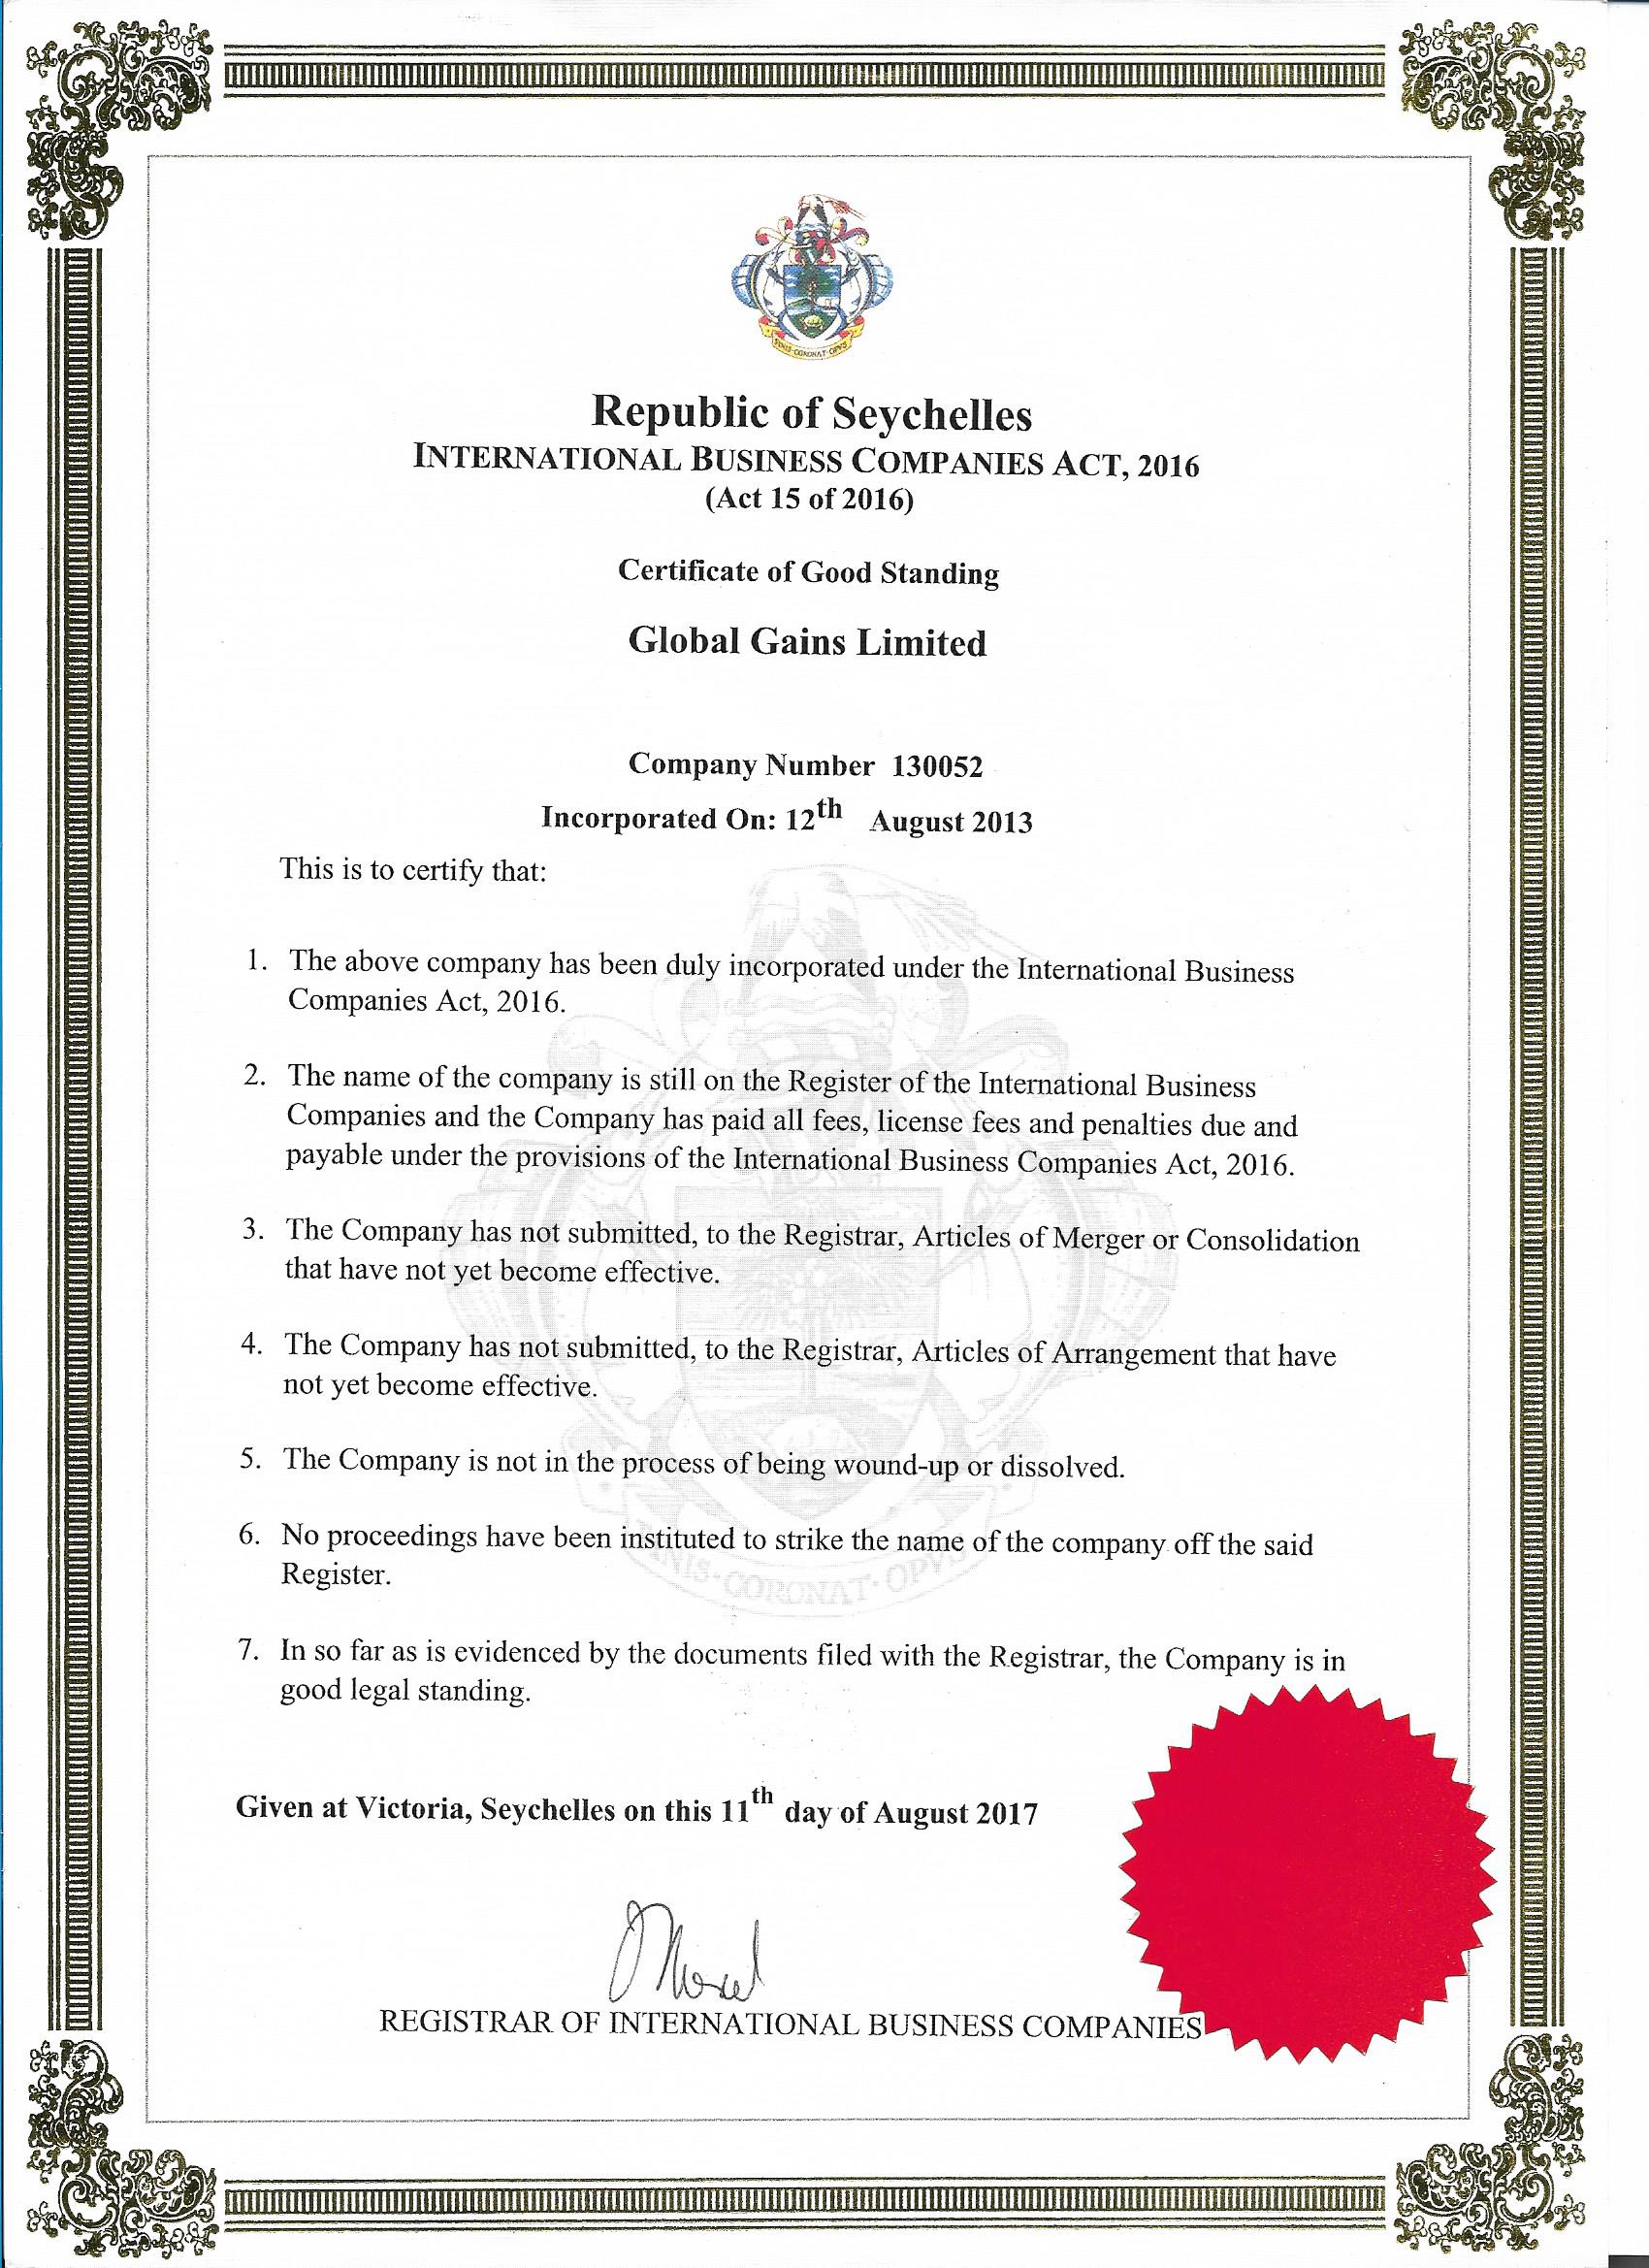 FINIS-CORONAT-OPVS
Republic of Seychelles
INTERNATIONAL BUSINESS COMPANIES ACT, 2016
(Act 15 of 2016)
Certificate of Good Standing
Global Gains Limited
Company Number 130052
Incorporated On: 12th August 2013
This is to certify that:
1. The above company has been duly incorporated under the International Business
Companies Act, 2016.
2. The name of the company is still on the Register of the International Business
Companies and the Company has paid all fees, license fees and penalties due and
payable under the provisions of the International Business Companies Act, 2016.
3. The Company has not submitted, to the Registrar, Articles of Merger or Consolidation
that have not yet become effective.
4. The Company has not submitted, to the Registrar, Articles of Arrangement that have
not yet become effective.
5. The Company is not in the process of being wound-up or dissolved.
6. No proceedings have been instituted to strike the name of the company off the said
Register.
FINIS-CORONAT-OPVS
7. In so far as is evidenced by the documents filed with the Registrar, the Company is in
good legal standing.
Given at Victoria, Seychelles on this 11th day of August 2017
REGISTRAR OF INTERNATIONAL BUSINESS COMPANIES